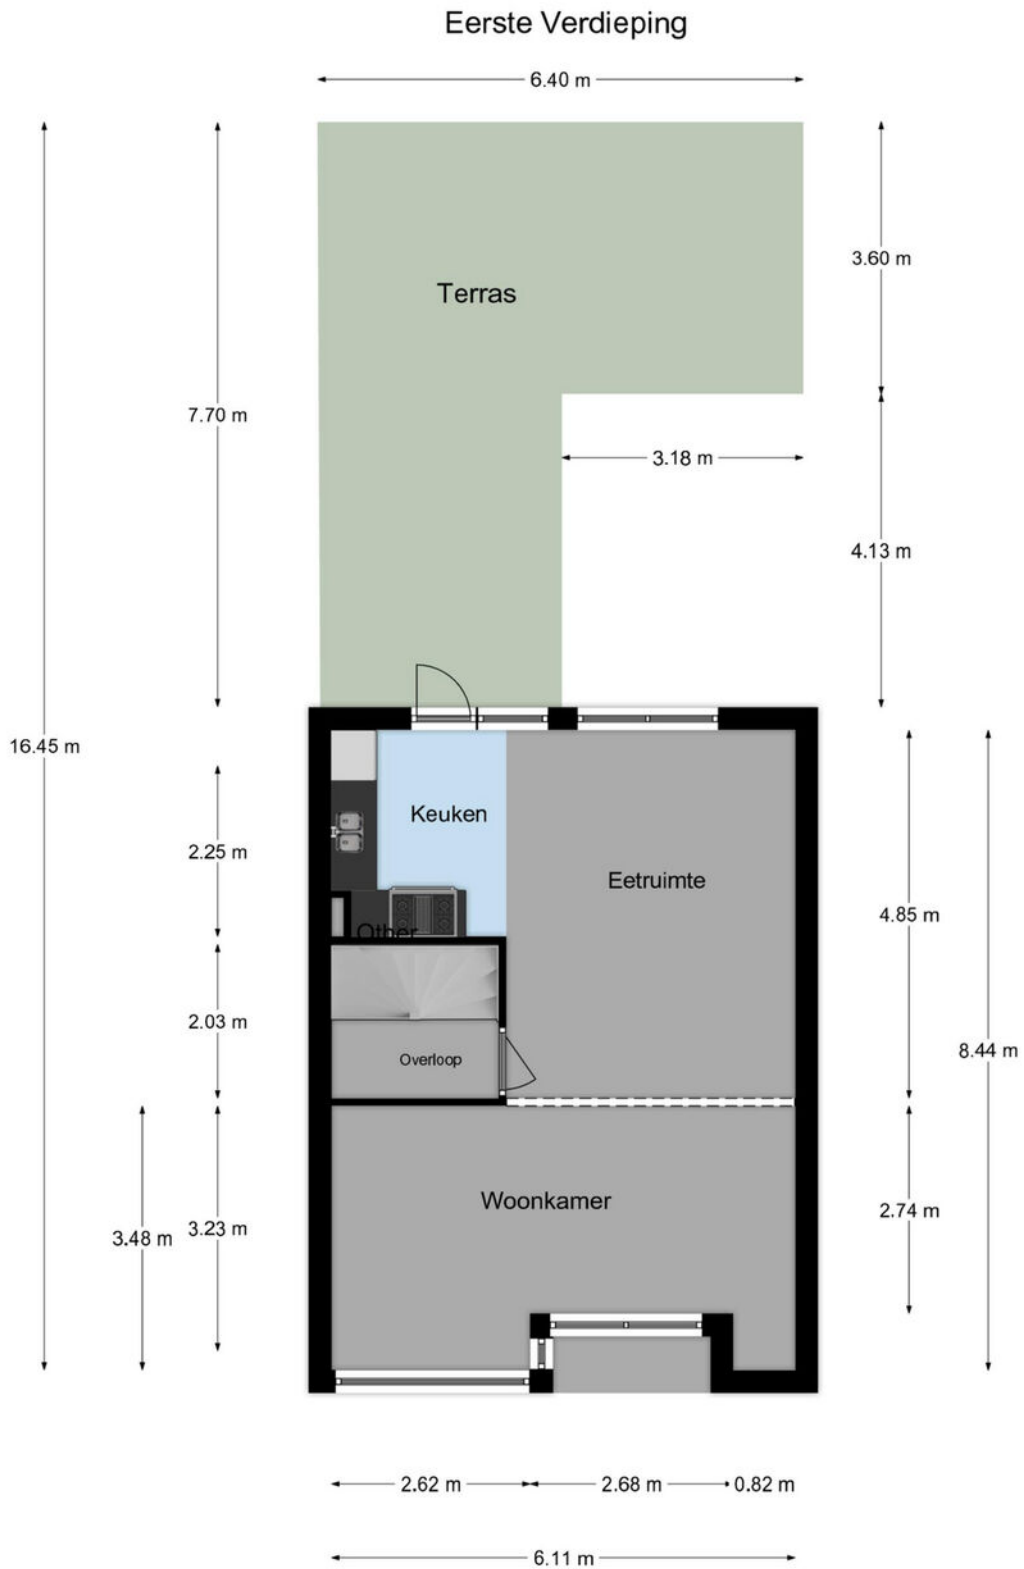 Eerste Verdieping
6.40 m
3.60 m
Terras
7.70 m
3.18 m
4.13 m
16.45 m
Keuken
2.25 m
Eetruimte
4.85 m
Other
2.03 m
8.44 m
Overloop
Woonkamer
2.74 m
3.48 m
3.23 m
2.62 m
2.68 m
0.82 m
6.11 m